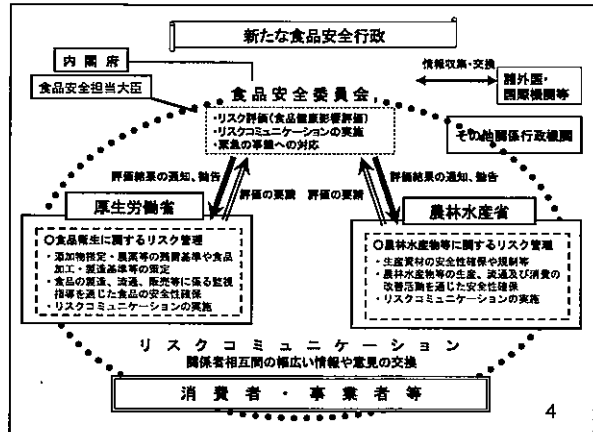 新たな食品安全行政
内閣府
食品安全担当大臣
情報収集・交換
諸外国・
国際機関等
食品安全委員会
・リスク評価(食品健康影響評価)
・リスクコミュニケーションの実施
・緊急の事態への対応
その他関係行政機関
評価結果の通知、勧告
評価の要請
評価の要請
評価結果の通知、勧告
厚生労働省
○食品衛生に関するリスク管理
・添加物指定・農薬等の残留基準や食品
加工・製造基準等の策定
・食品の製造、流通、販売等に係る監視
指導を通じた食品の安全性確保
・リスクコミュニケーションの実施
農林水産省
○農林水産物等に関するリスク管理
・生産資材の安全性確保や規制等
・農林水産物等の生産、流通及び消費の
改善活動を通じた安全性確保
・リスクコミュニケーションの実施
リスクコミュニケーション
関係者相互間の幅広い情報や意見の交換
消費者・事業者等
4